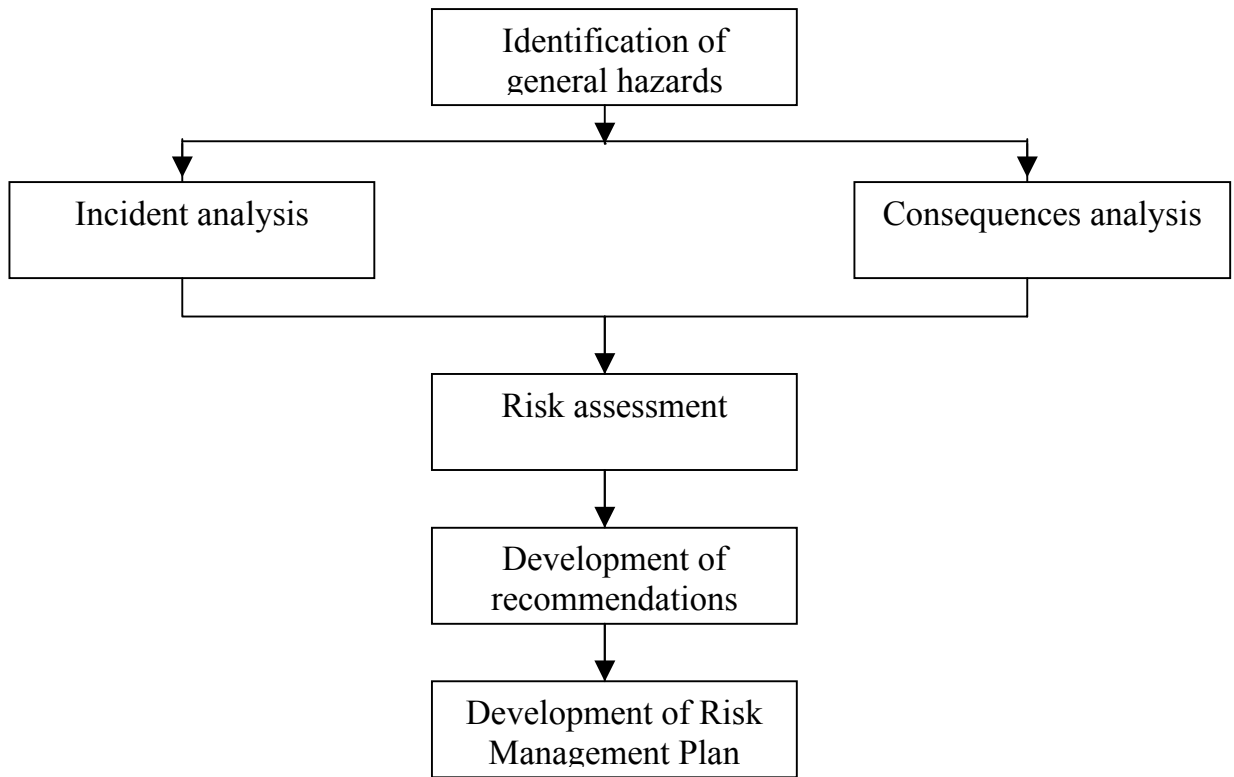 Identification of
general hazards
Incident analysis
Consequences analysis
Risk assessment
Development of
recommendations
Development of Risk
Management Plan